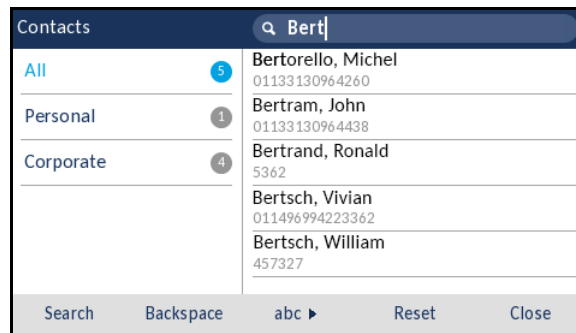 Contacts
Bert
All 5
Personal 1
Corporate 4
Bertorello, Michel
01133130964260
Bertram, John
01133130964438
Bertrand, Ronald
5362
Bertsch, Vivian
011496994223362
Bertsch, William
457327
Search Backspace abc Reset Close